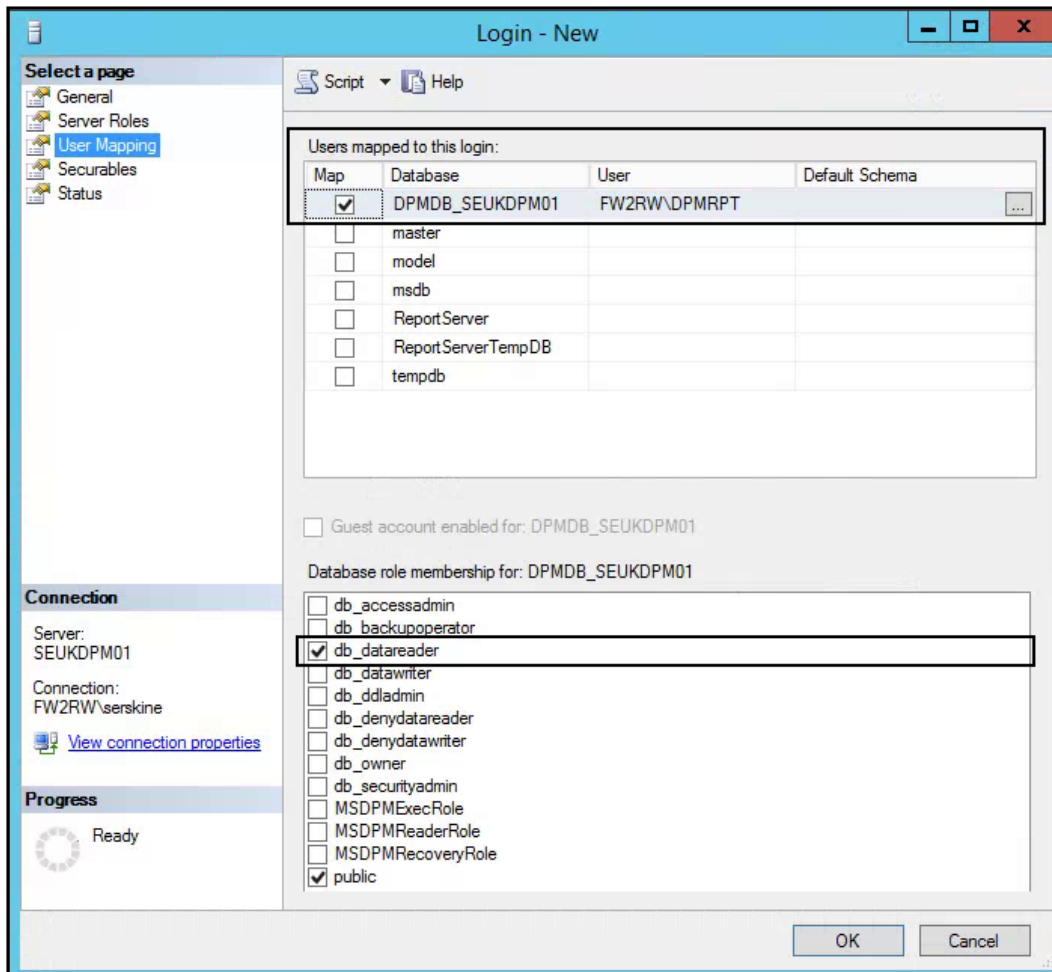 Login - New
Select a page
General
Server Roles
User Mapping
Securables
Status
Script Help
Users mapped to this login:
Map Database User Default Schema
DPMDB_SEUKDPM01 FW2RW\DPMRPT ...
master
model
msdb
ReportServer
ReportServerTempDB
tempdb
Guest account enabled for: DPMDB_SEUKDPM01
Database role membership for: DPMDB_SEUKDPM01
db_accessadmin
db_backupoperator
db_datareader
db_datawriter
db_ddladmin
db_denydatareader
db_denydatawriter
db_owner
db_securityadmin
MSDPMExecRole
MSDPMReaderRole
MSDPMRecoveryRole
public
Connection
Server:
SEUKDPM01
Connection:
FW2RW\serskine
View connection properties
Progress
Ready
OK Cancel